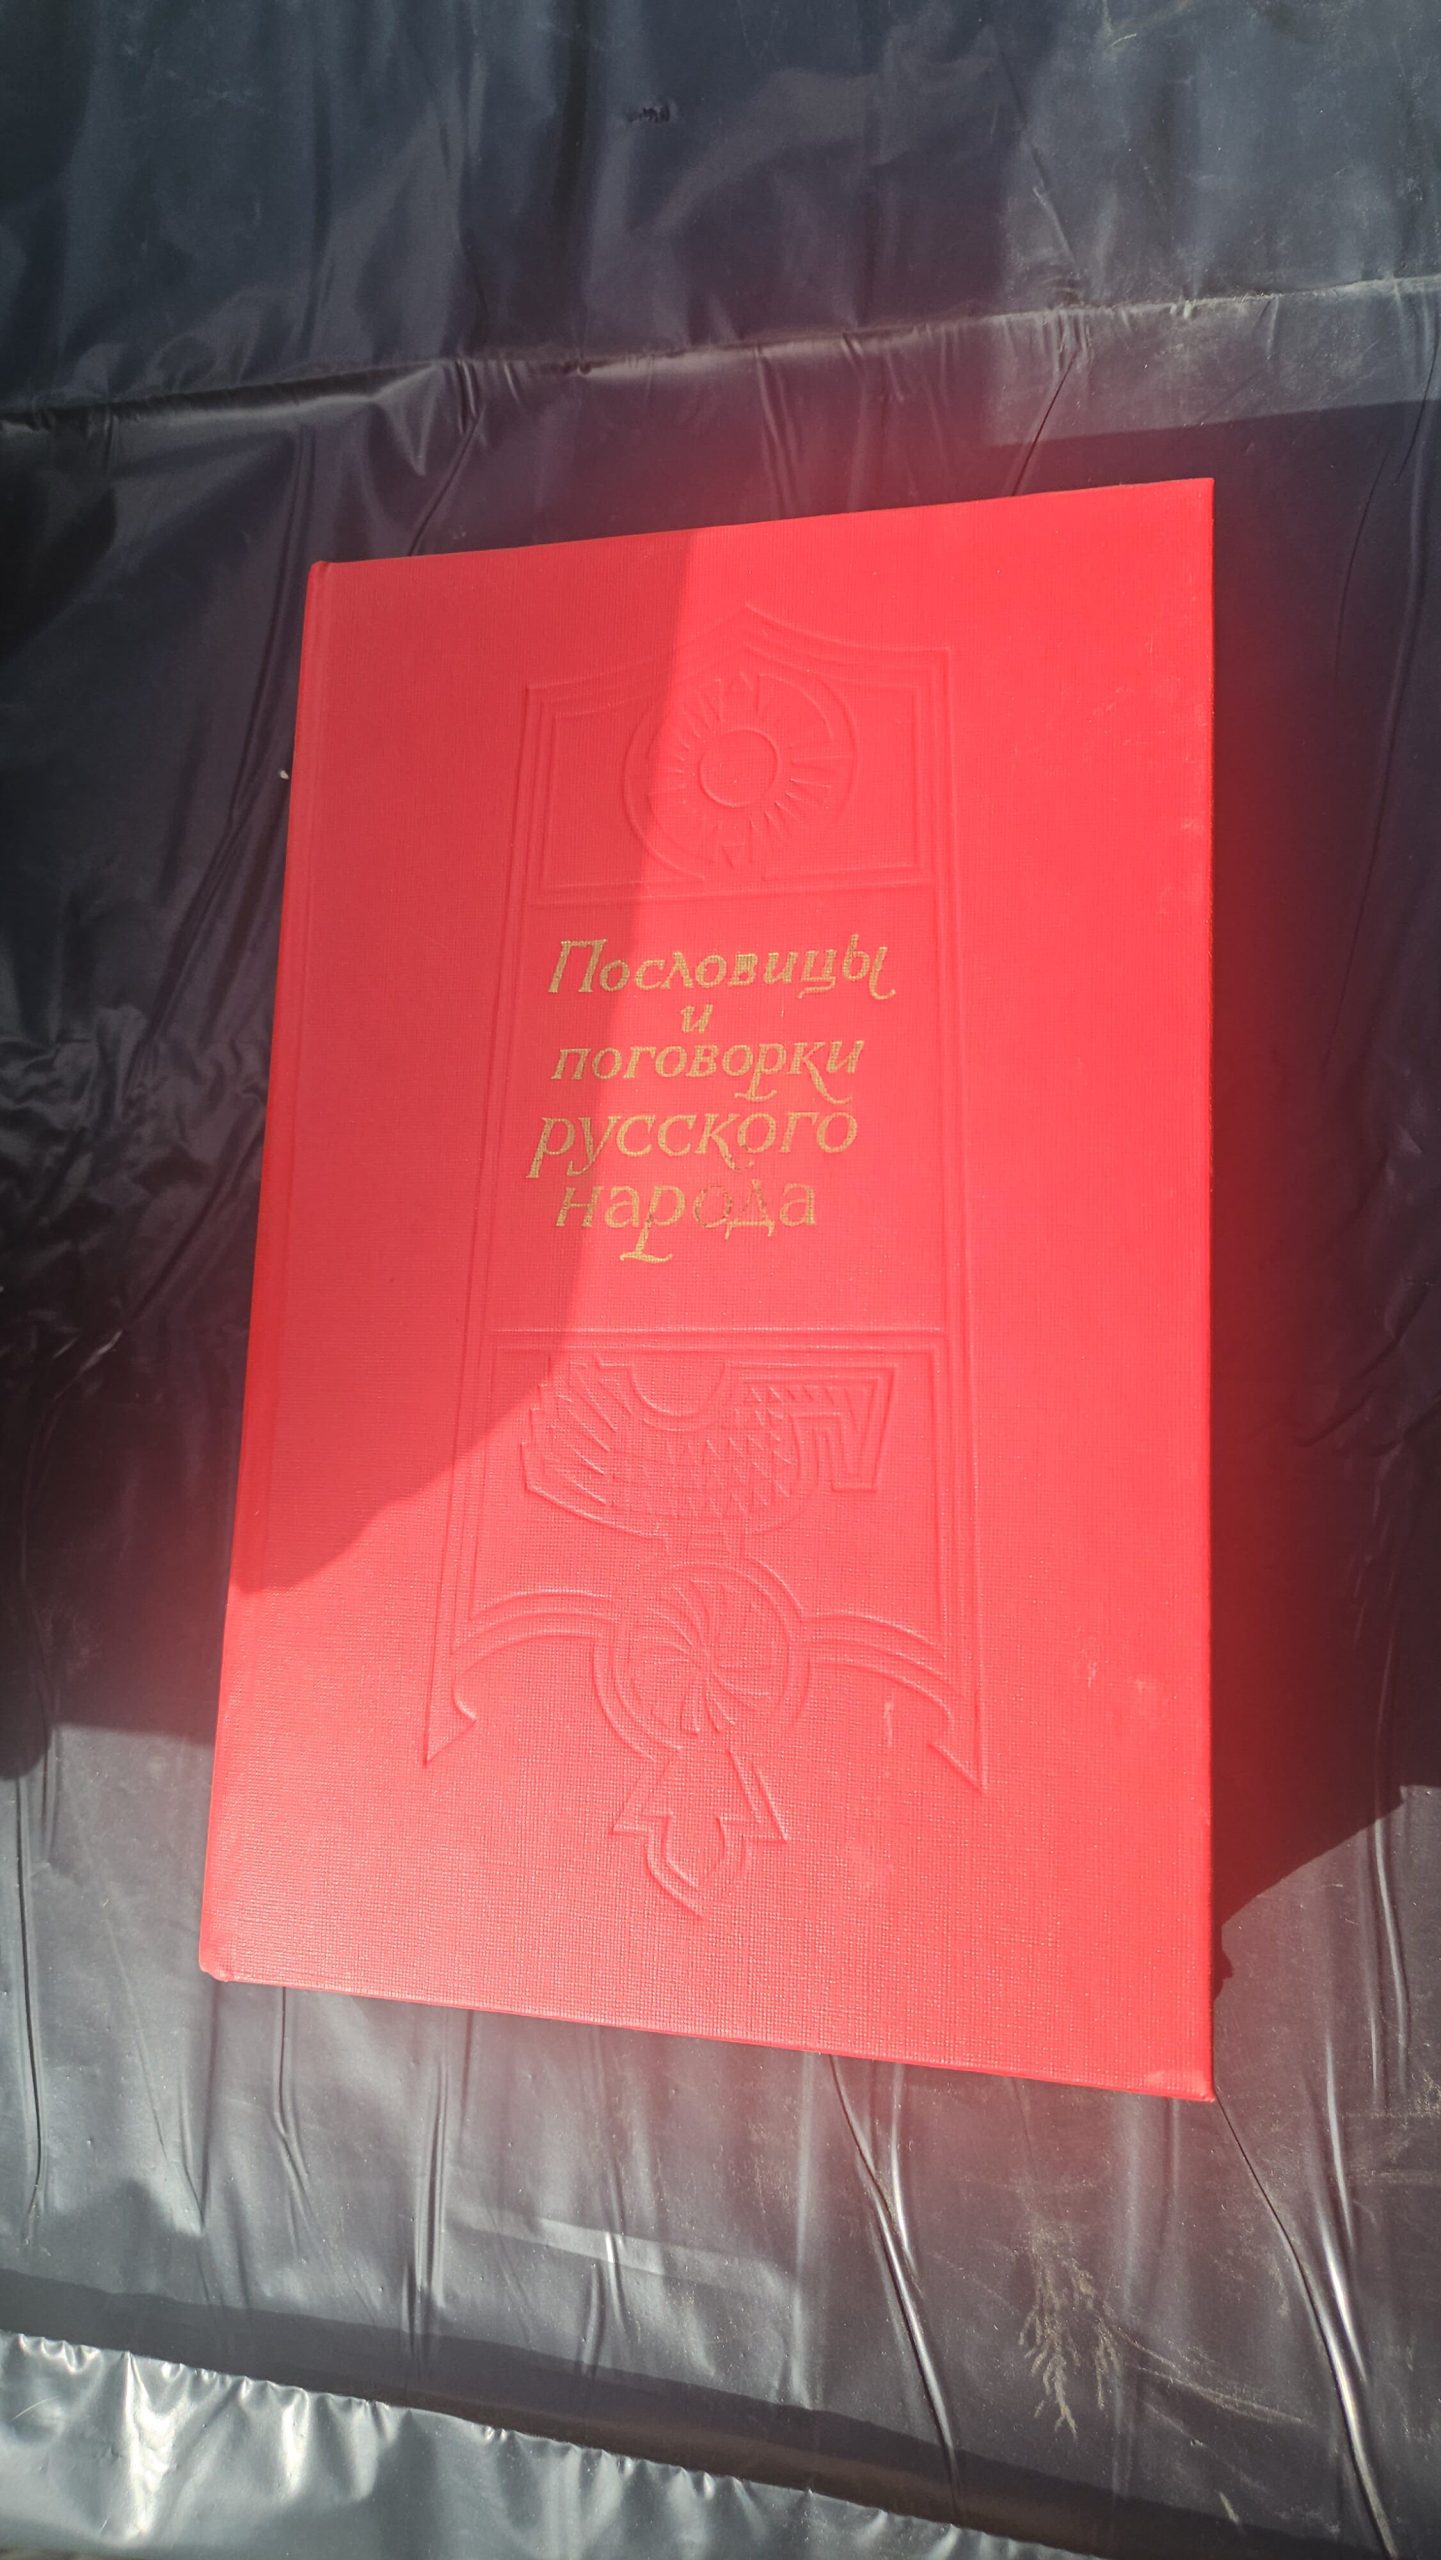 Пословицы
и
поговорки
русского
народа